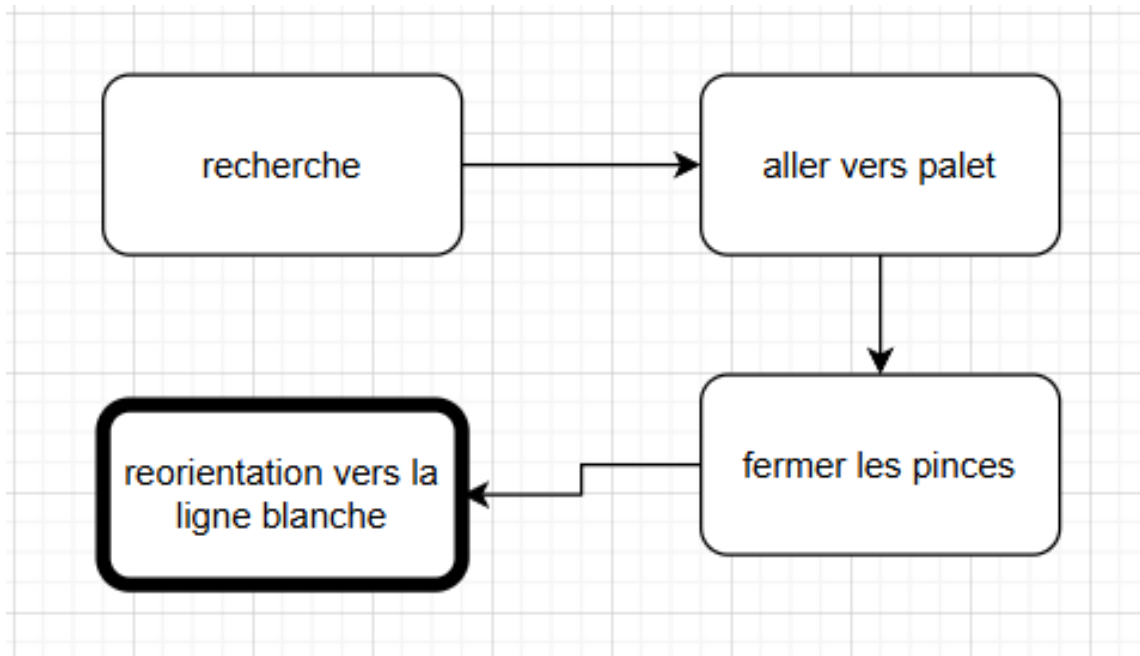 recherche
aller vers palet
fermer les pinces
reorientation vers la
ligne blanche